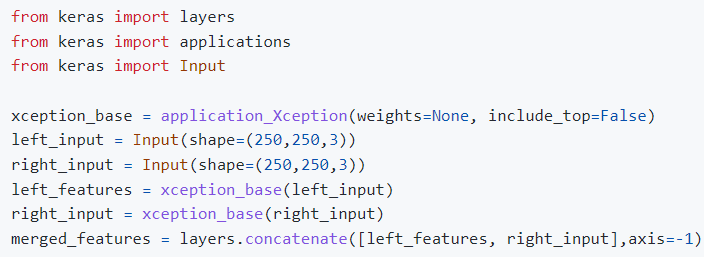 from keras import layers
from keras import applications
from keras import Input
xception_base = application_Xception(weights=None, include_top=False)
left_input = Input(shape=(250,250,3))
right_input = Input(shape=(250,250,3))
left_features = xception_base(left_input)
right_input = xception_base(right_input)
merged_features = layers.concatenate([left_features, right_input],axis=-1)